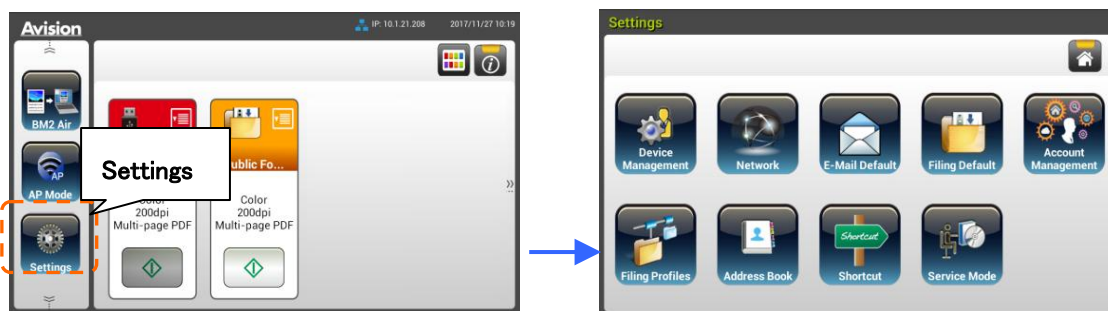 Avision
IP: 10.1.21.208
2017/11/27 10:19
BM2 Air
AP Mode
Settings
Settings
ublic Fo...
Color
200dpi
Multi-page PDF
200dpi
Multi-page PDF
Settings
Device
Management
Network
E-Mail Default
Filing Default
Account
Management
Filing Profiles
Address Book
Shortcut
Shortcut
Service Mode